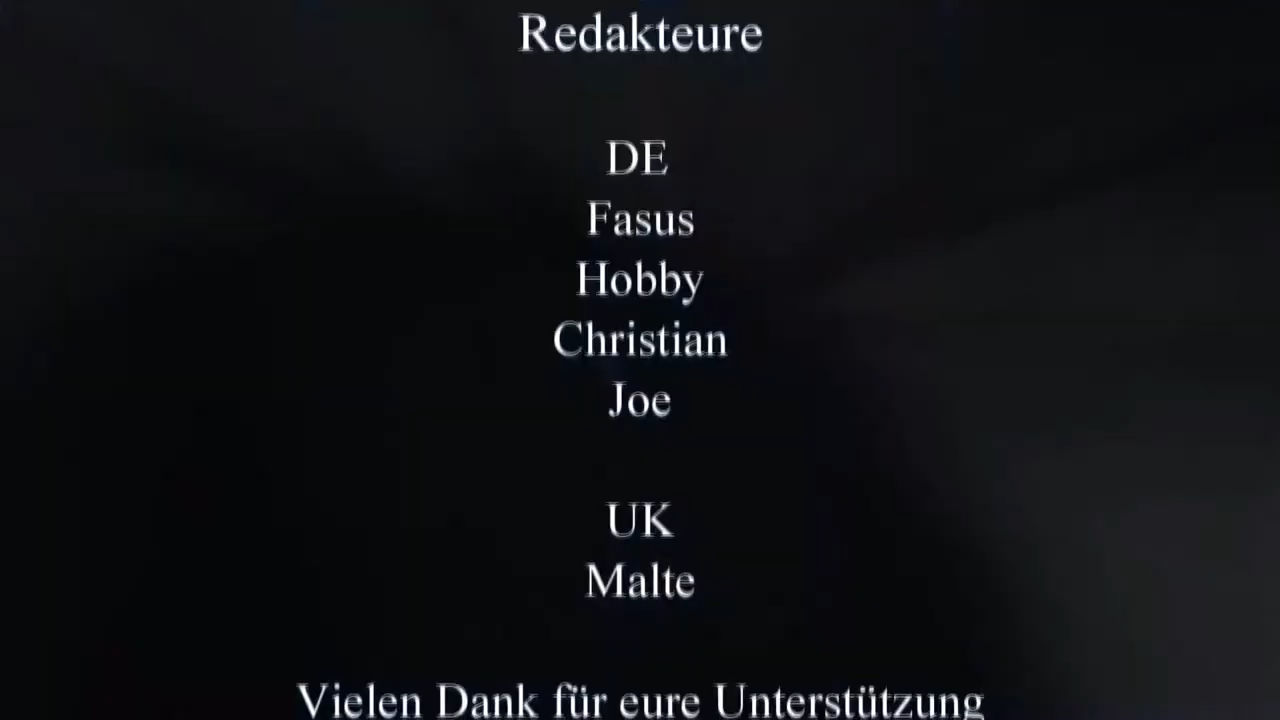 Redakteure
DE
Fasus
Hobby
Christian
Joe
UK
Malte
Vielen Dank für eure Unterstützung